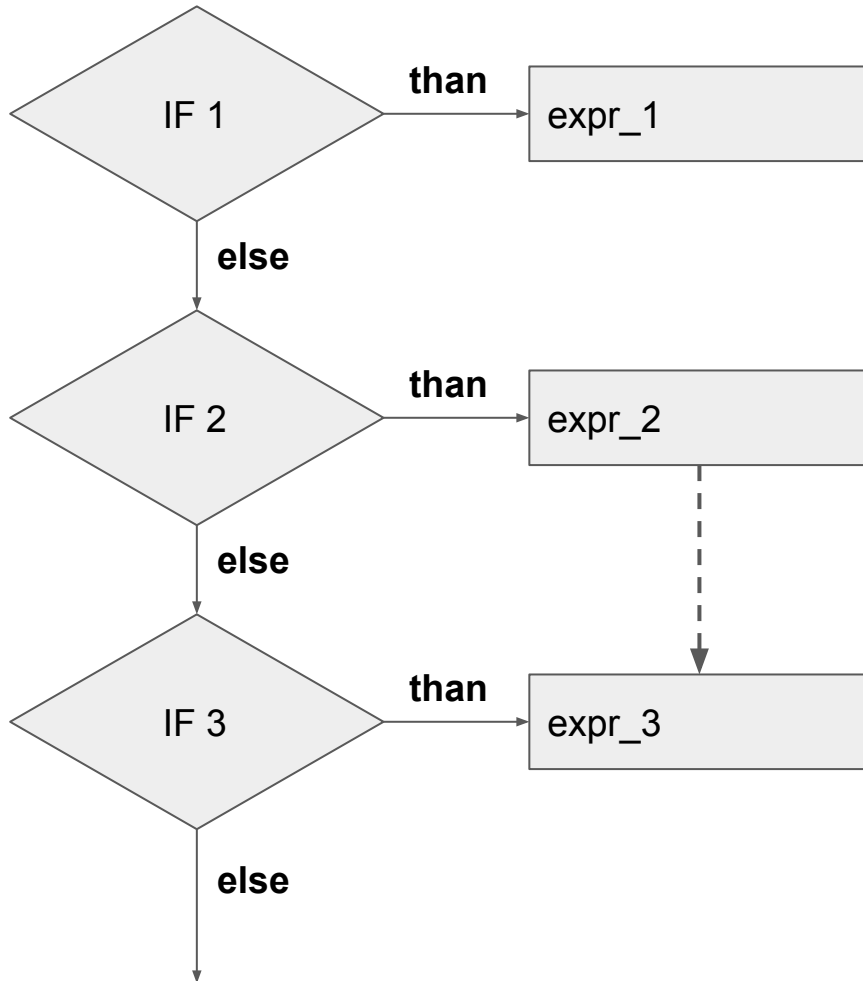 IF 1
than
expr_1
else
IF 2
than
expr_2
else
IF 3
than
expr_3
else